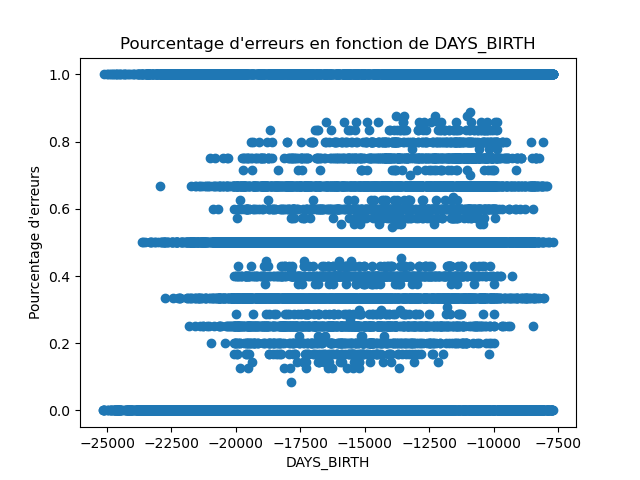 Pourcentage d'erreurs en fonction de DAYS_BIRTH
Pourcentage d'erreurs
1.0
0.8
0.6
0.4
0.2
0.0
−25000 −22500 −20000 −17500 −15000 −12500 −10000 −7500
DAYS_BIRTH